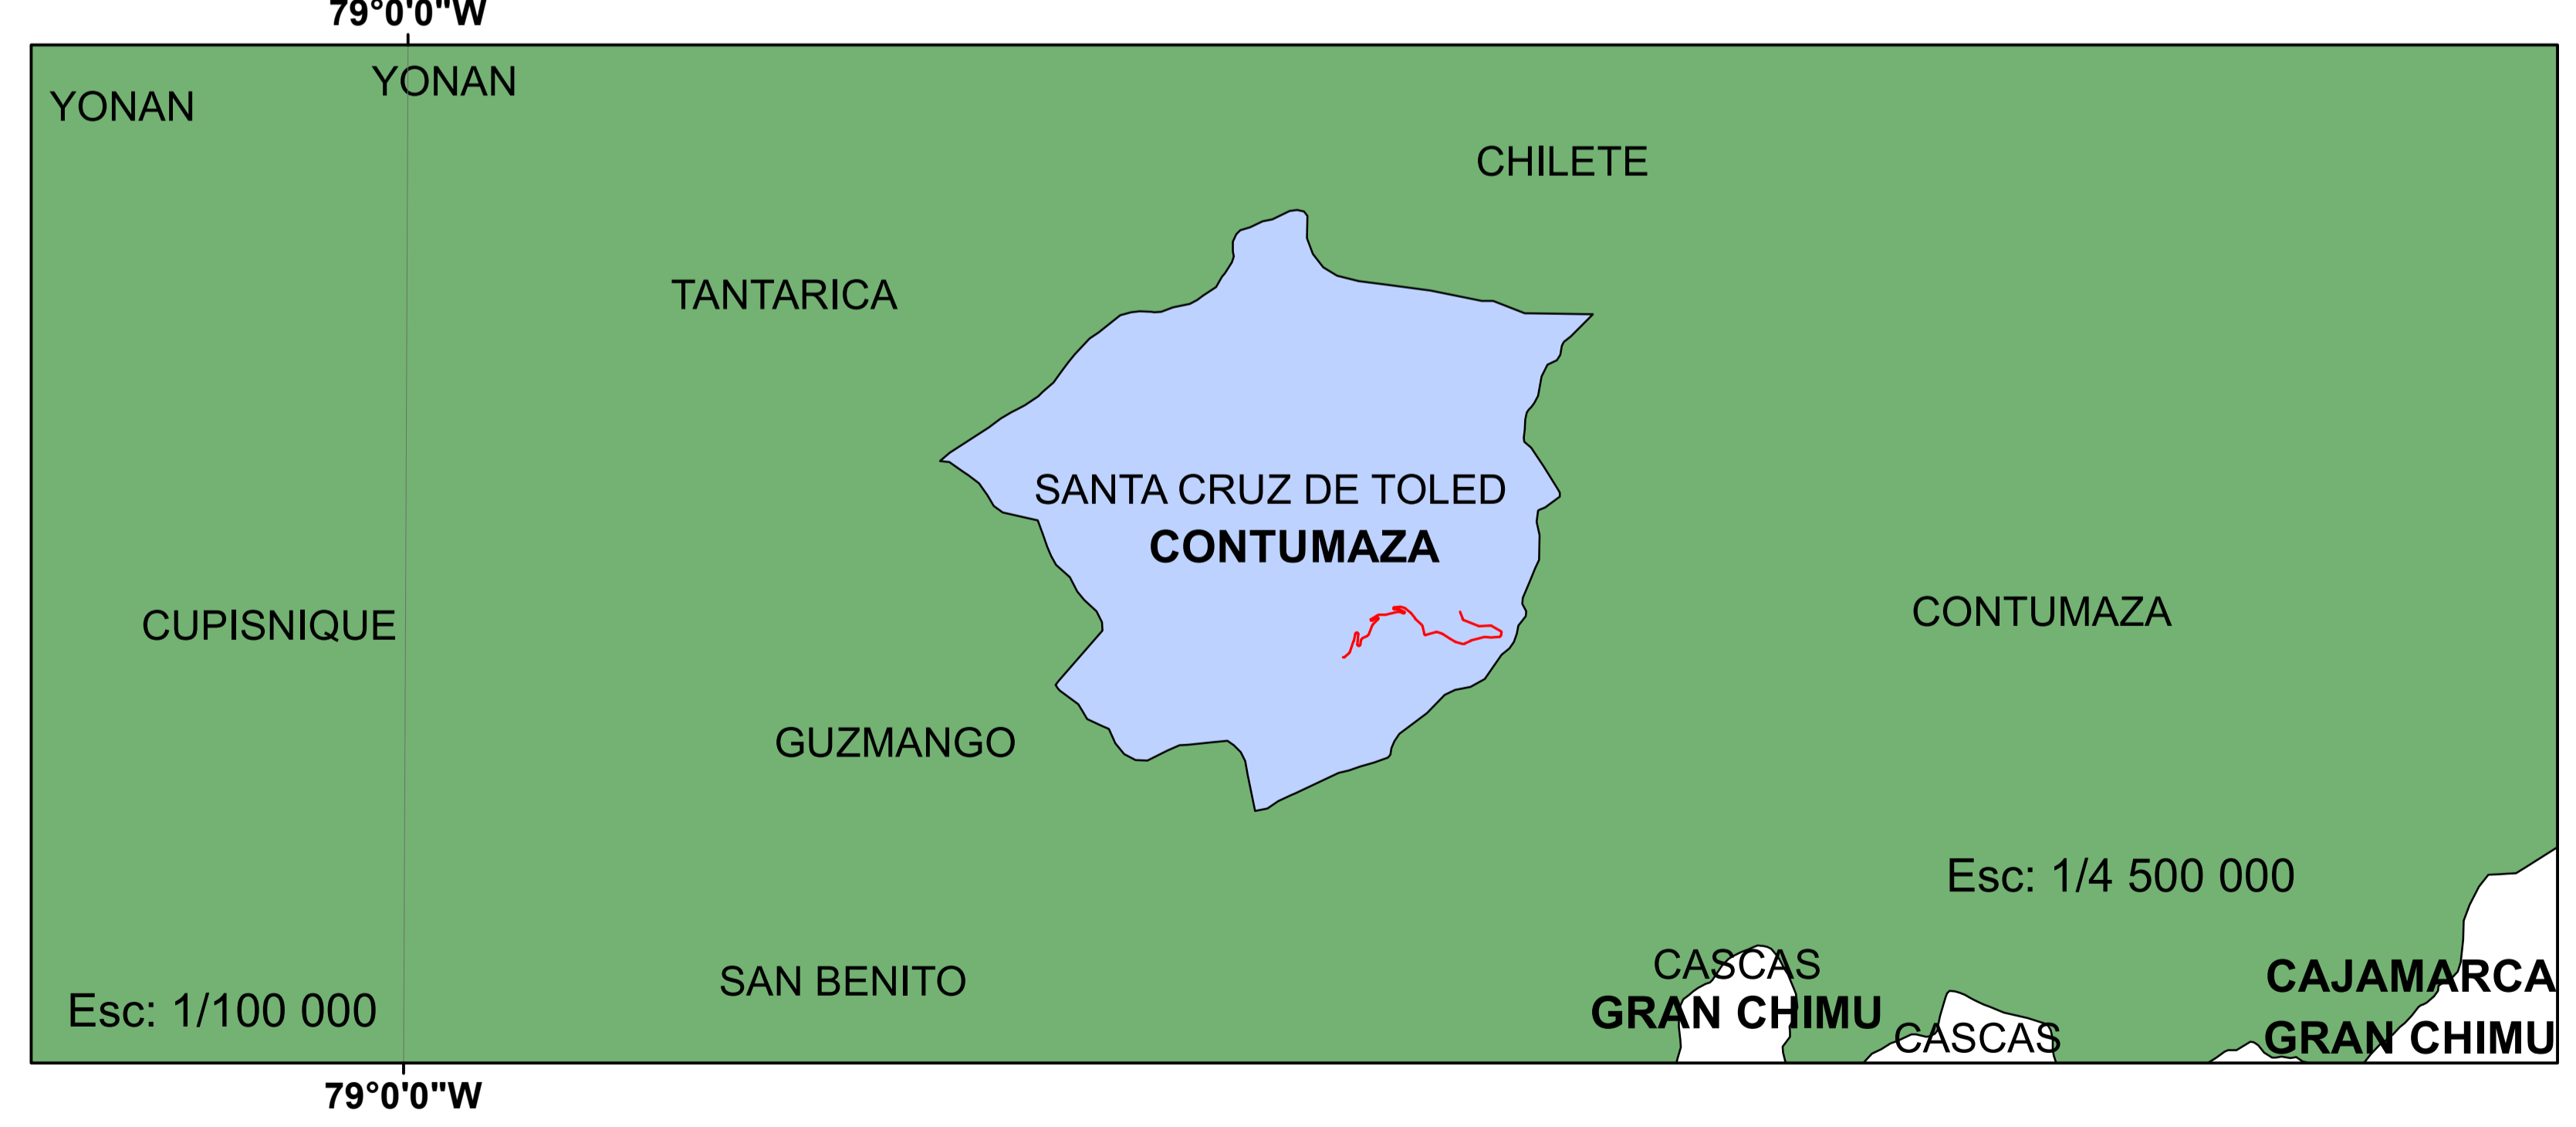 79°0'0"W
YONAN
YONAN
CHILETE
TANTARICA
SANTA CRUZ DE TOLED
CONTUMAZA
CUPISNIQUE
CONTUMAZA
GUZMANGO
Esc: 1/4 500 000
CASCAS
GRAN CHIMU
CAJAMARCA
SAN BENITO
Esc: 1/100 000
CASCAS
GRAN CHIMU
79°0'0"W